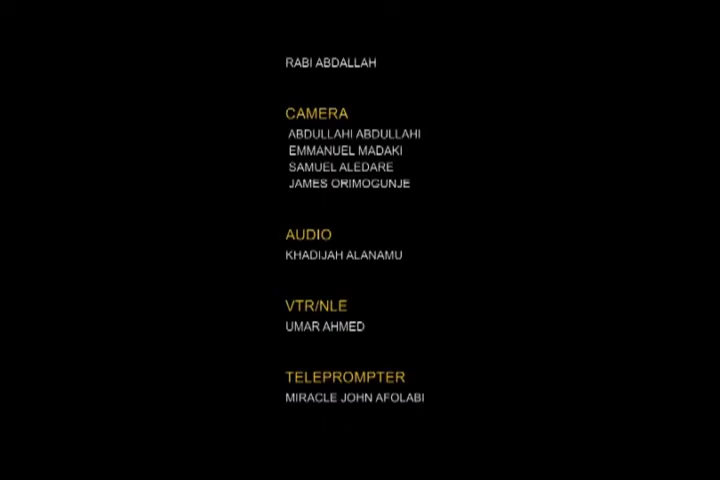 RABI ABDALLAH
CAMERA
ABDULLAHI ABDULLAHI
EMMANUEL MADAKI
SAMUEL ALEDARE
JAMES ORIMOGUNJE
AUDIO
KHADIJAH ALANAMU
VTR/NLE
UMAR AHMED
TELEPROMPTER
MIRACLE JOHN AFOLABI